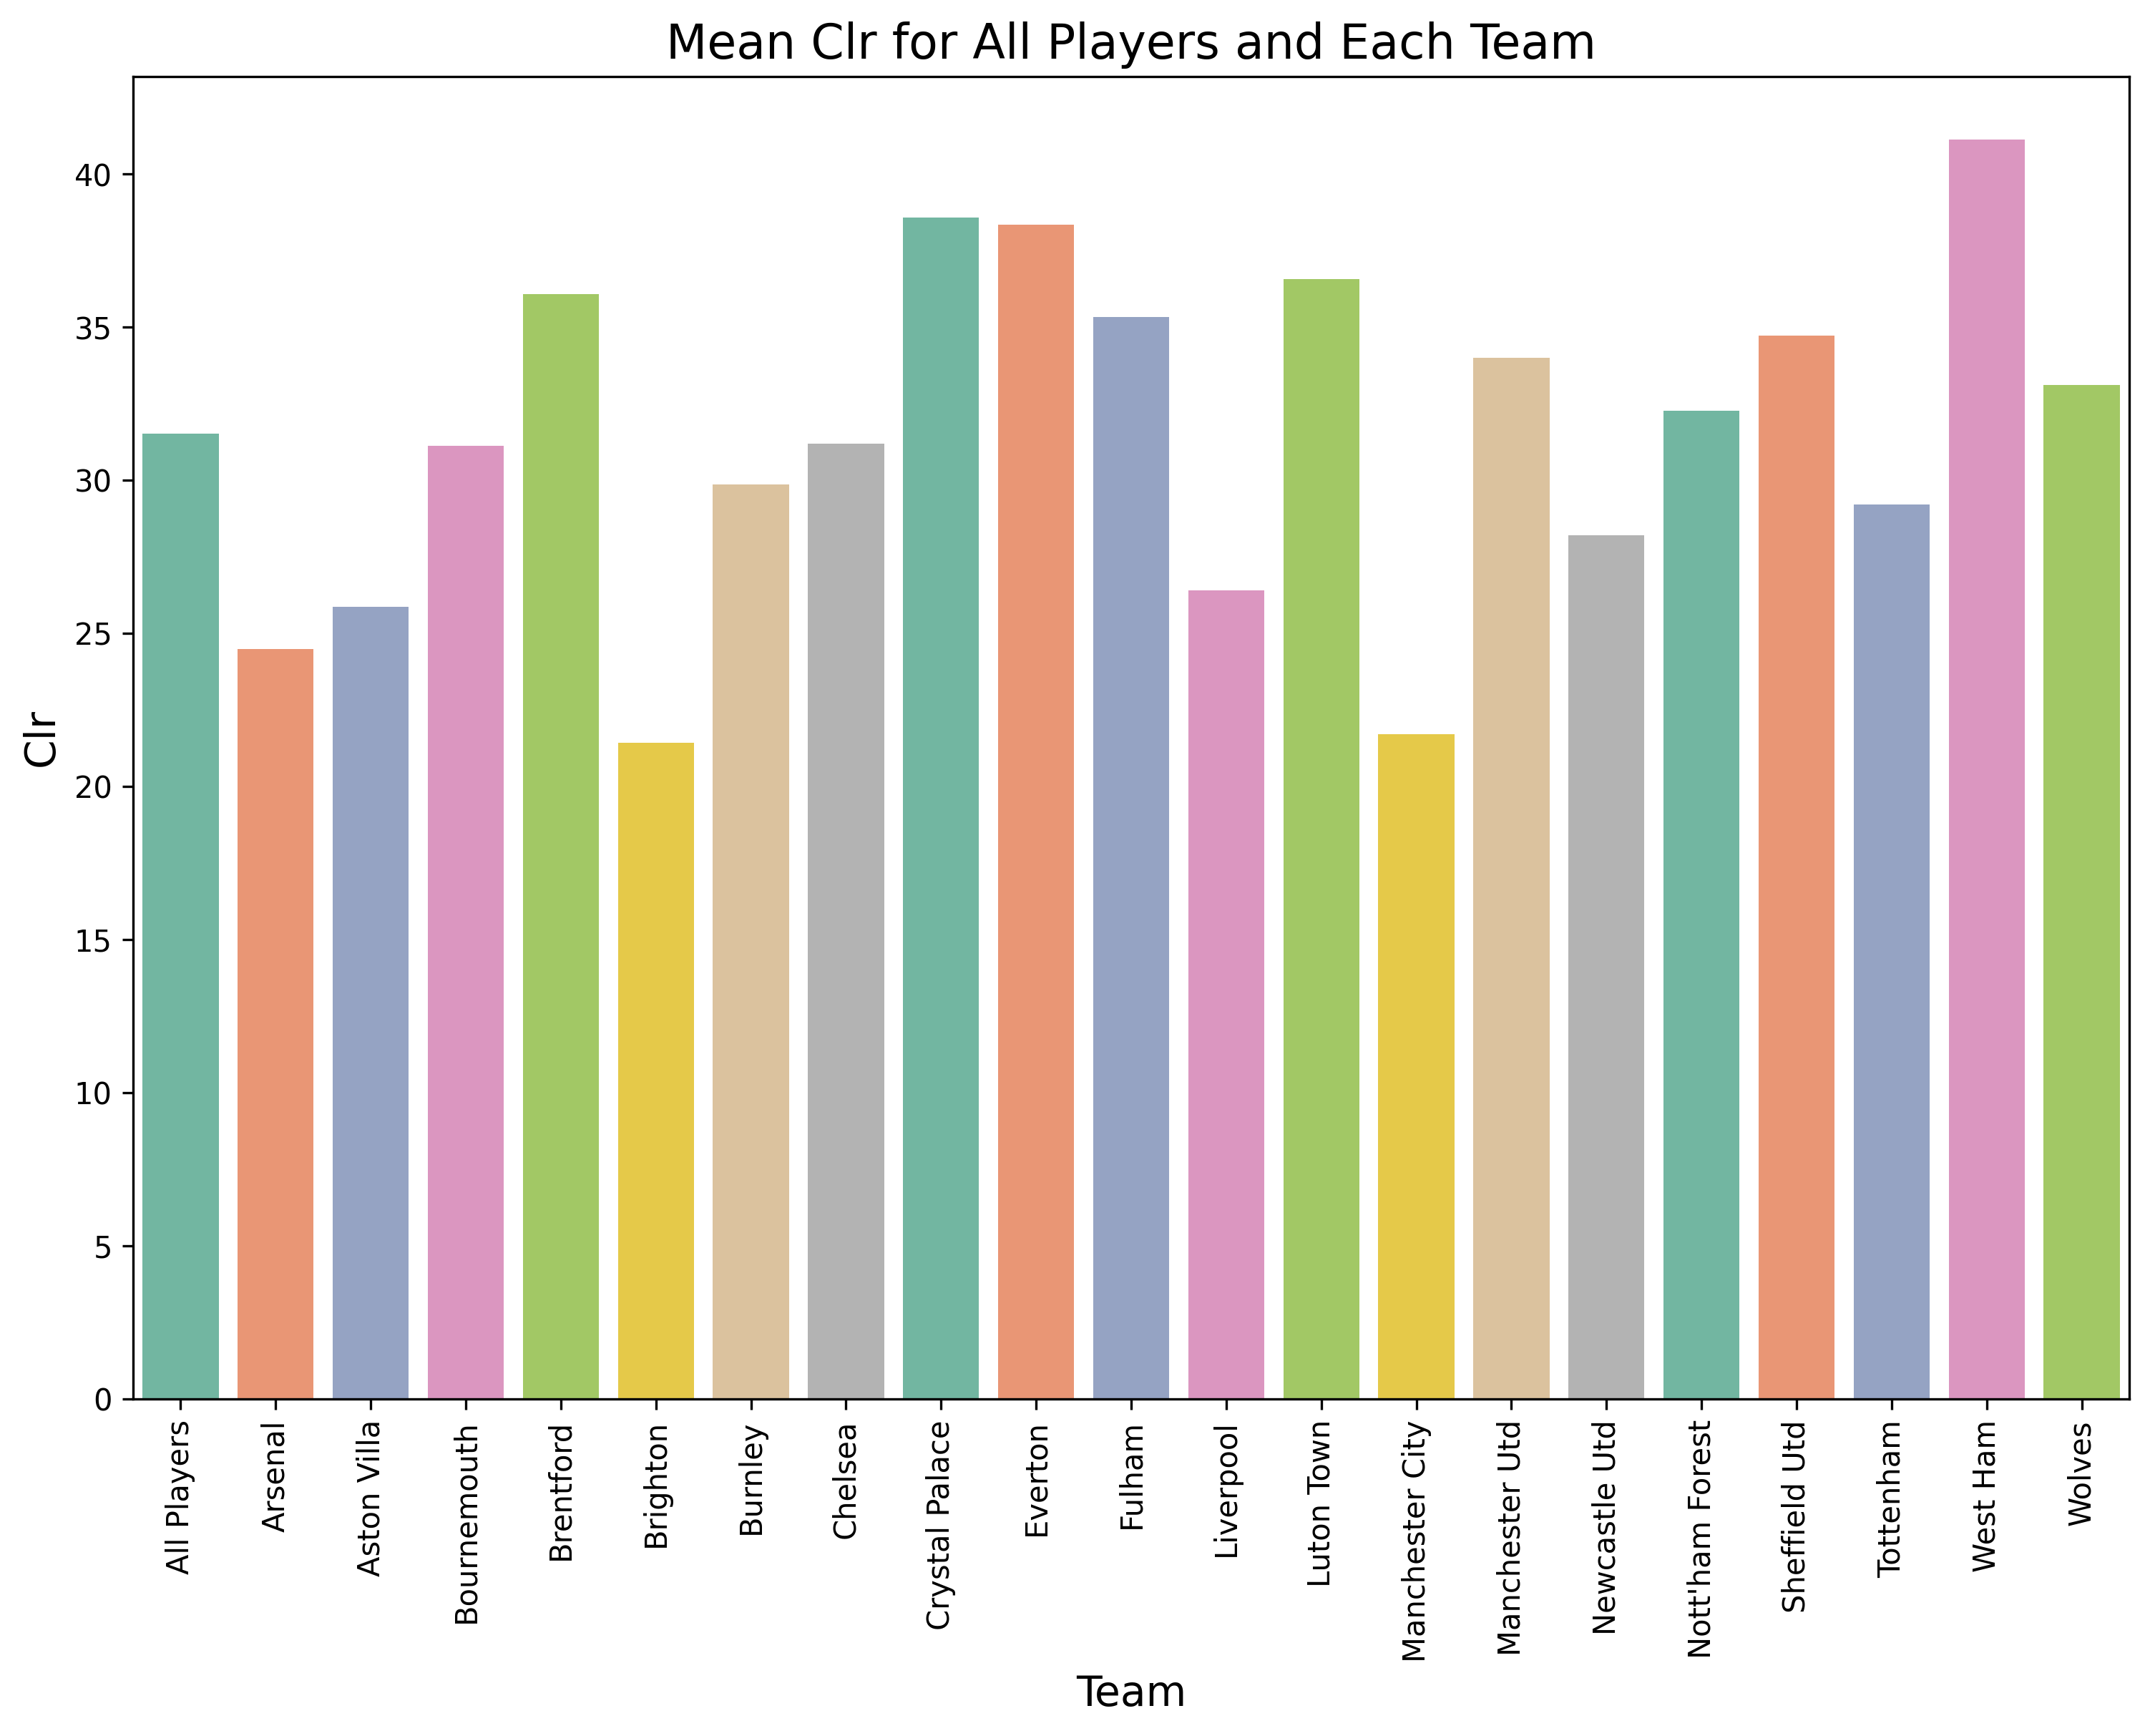 Mean Clr for All Players and Each Team
Clr
40
35
30
25
20
15
10
5
0
All Players
Arsenal
Aston Villa
Bournemouth
Brentford
Brighton
Burnley
Chelsea
Crystal Palace
Everton
Fulham
Liverpool
Luton Town
Manchester City
Manchester Utd
Newcastle Utd
Nott'ham Forest
Sheffield Utd
Tottenham
West Ham
Wolves
Team